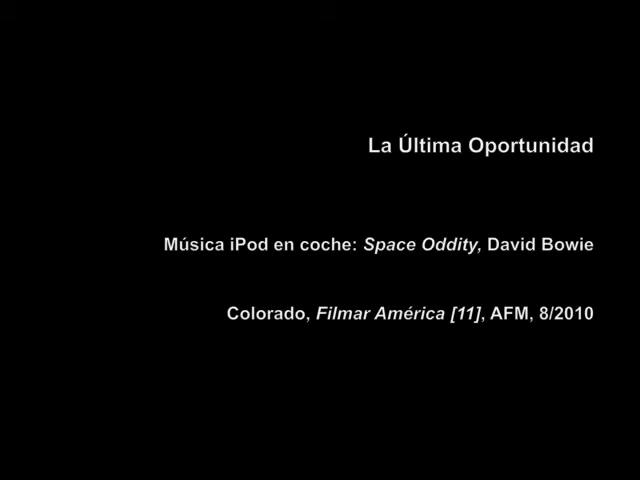 La Última Oportunidad
Música iPod en coche: Space Oddity, David Bowie
Colorado, Filmar América [11], AFM, 8/2010